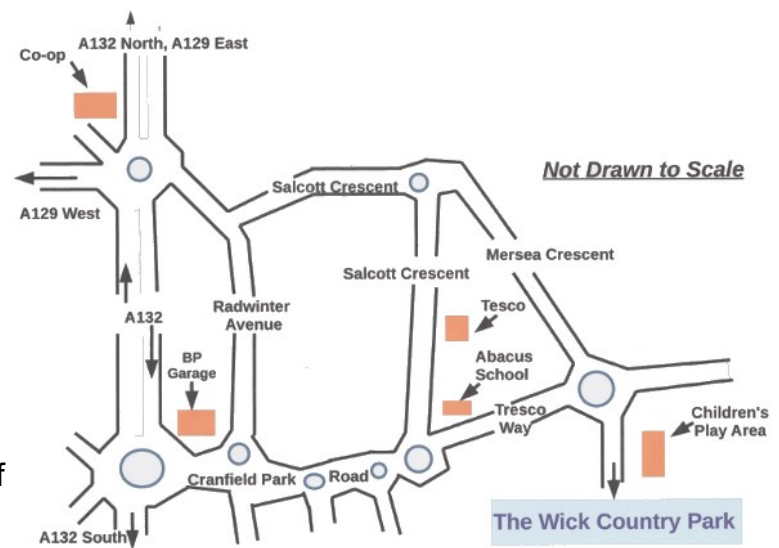 A132 North, A129 East
Co-op
Not Drawn to Scale
Salcott Crescent
A129 West
Mersea Crescent
Salcott Crescent
Tesco
Radwinter
Avenue
A132
BP
Garage
Abacus
School
Tresco
Way
Children's
Play Area
f
Cranfield Park Road
The Wick Country Park
A132 South